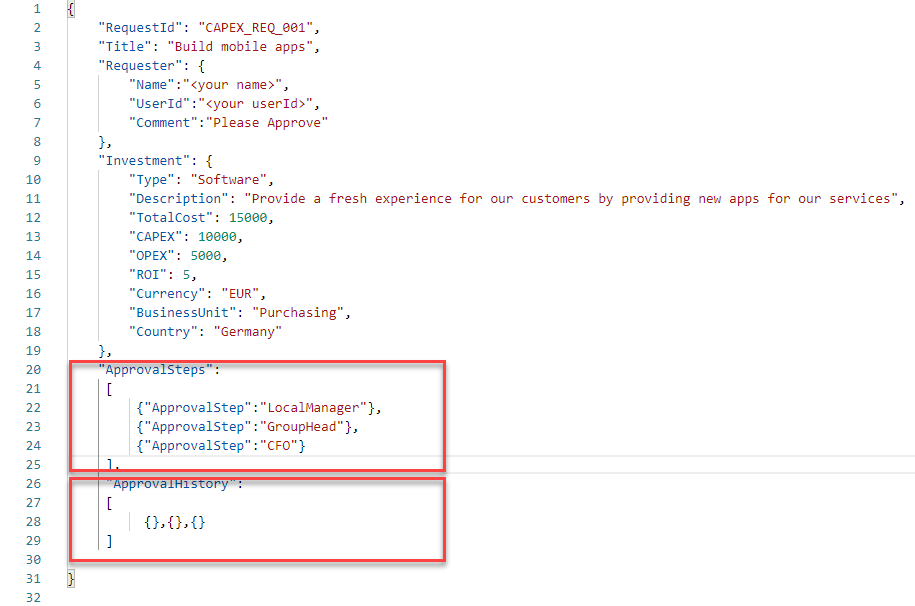 1 {
2 "RequestId": "CAPEX_REQ_001",
3 "Title": "Build mobile apps",
4 "Requester": {
5 "Name":"<your name>",
6 "UserId":"<your userId>",
7 "Comment":"Please Approve"
8 },
9 "Investment": {
10 "Type": "Software",
11 "Description": "Provide a fresh experience for our customers by providing new apps for our services",
12 "TotalCost": 15000,
13 "CAPEX": 10000,
14 "OPEX": 5000,
15 "ROI": 5,
16 "Currency": "EUR",
17 "BusinessUnit": "Purchasing",
18 "Country": "Germany"
19 },
20 "ApprovalSteps":
21 [
22 {"ApprovalStep":"LocalManager"},
23 {"ApprovalStep":"GroupHead"},
24 {"ApprovalStep":"CFO"}
25 ],
26 "ApprovalHistory":
27 [
28 {},{},{}
29 ]
30
31 }
32